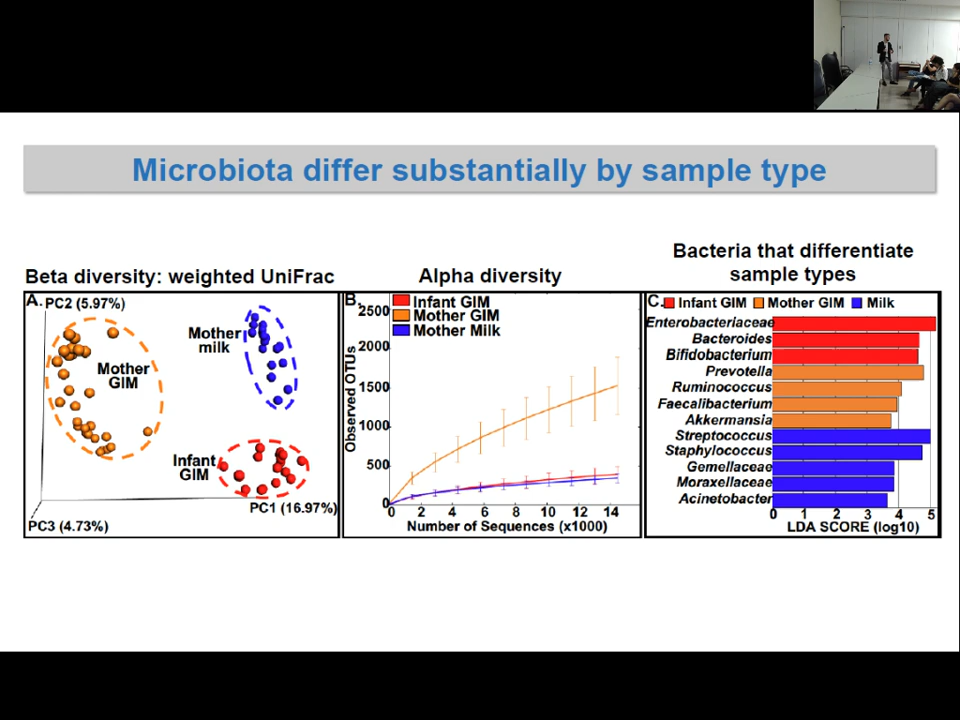 Microbiota differ substantially by sample type
Beta diversity: weighted UniFrac
A.
PC2 (5.97%)
Mother
GIM
Mother
milk
Infant
GIM
PC1 (16.97%)
PC3 (4.73%)
Alpha diversity
B.
Infant GIM
Mother GIM
Mother Milk
Observed OTUs
2500
2000
1500
1000
500
0
0 2 4 6 8 10 12 14
Number of Sequences (x1000)
Bacteria that differentiate
sample types
C.
Infant GIM Mother GIM Milk
Enterobacteriaceae
Bacteroides
Bifidobacterium
Prevotella
Ruminococcus
Faecalibacterium
Akkermansia
Streptococcus
Staphylococcus
Gemellaceae
Moraxellaceae
Acinetobacter
0 1 2 3 4 5
LDA SCORE (log10)